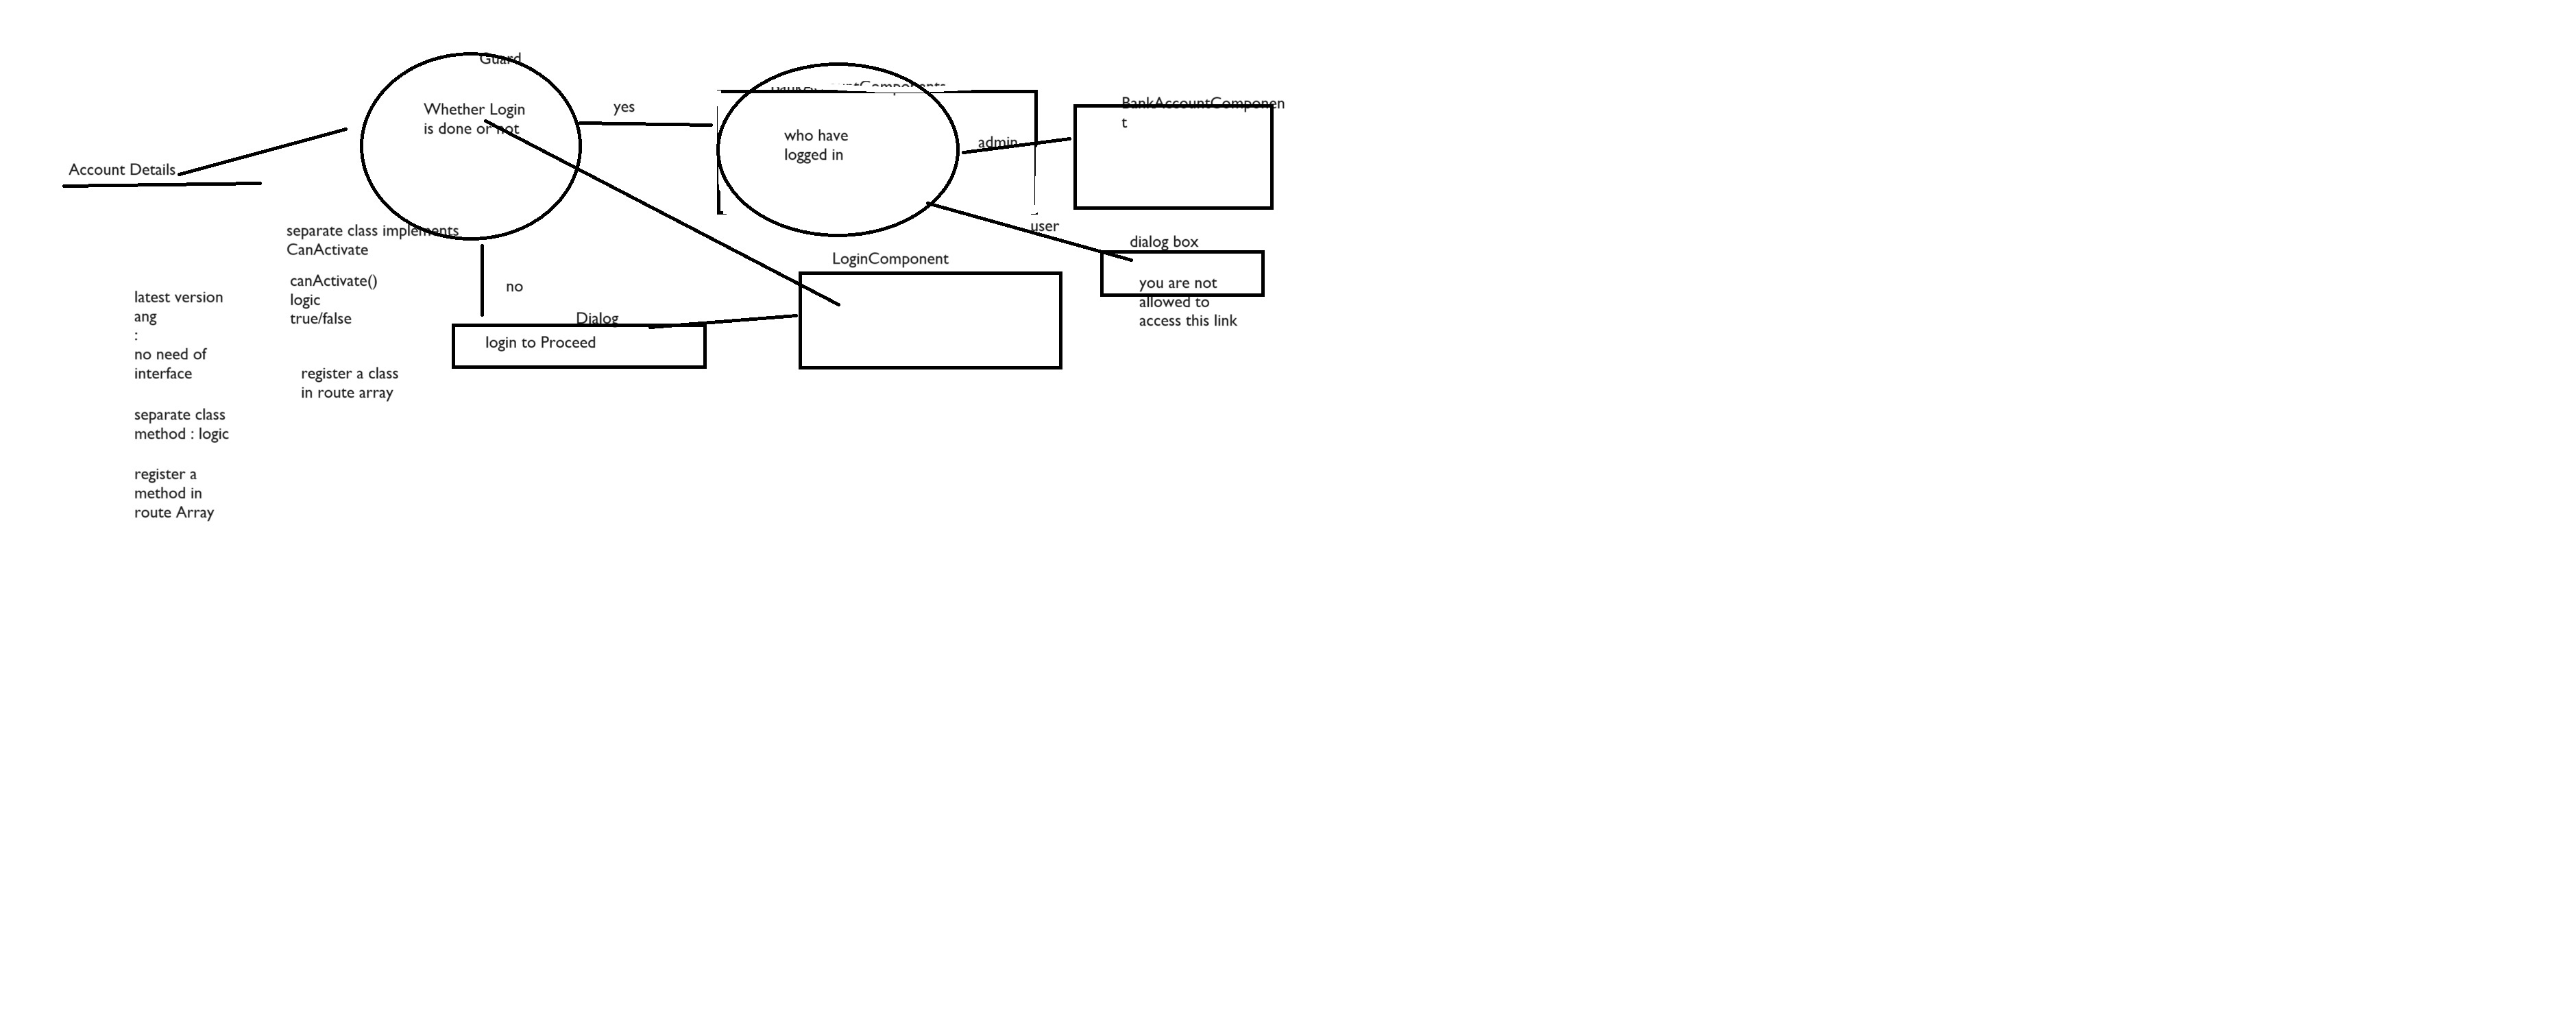 Guard
Whether Login
is done or not
yes
who have
logged in
admin
BankAccountComponen
t
Account Details
user
dialog box
you are not
allowed to
access this link
LoginComponent
separate class implements
CanActivate
canActivate()
logic
true/false
no
Dialog
login to Proceed
register a class
in route array
latest version
ang
:
no need of
interface
separate class
method : logic
register a
method in
route Array